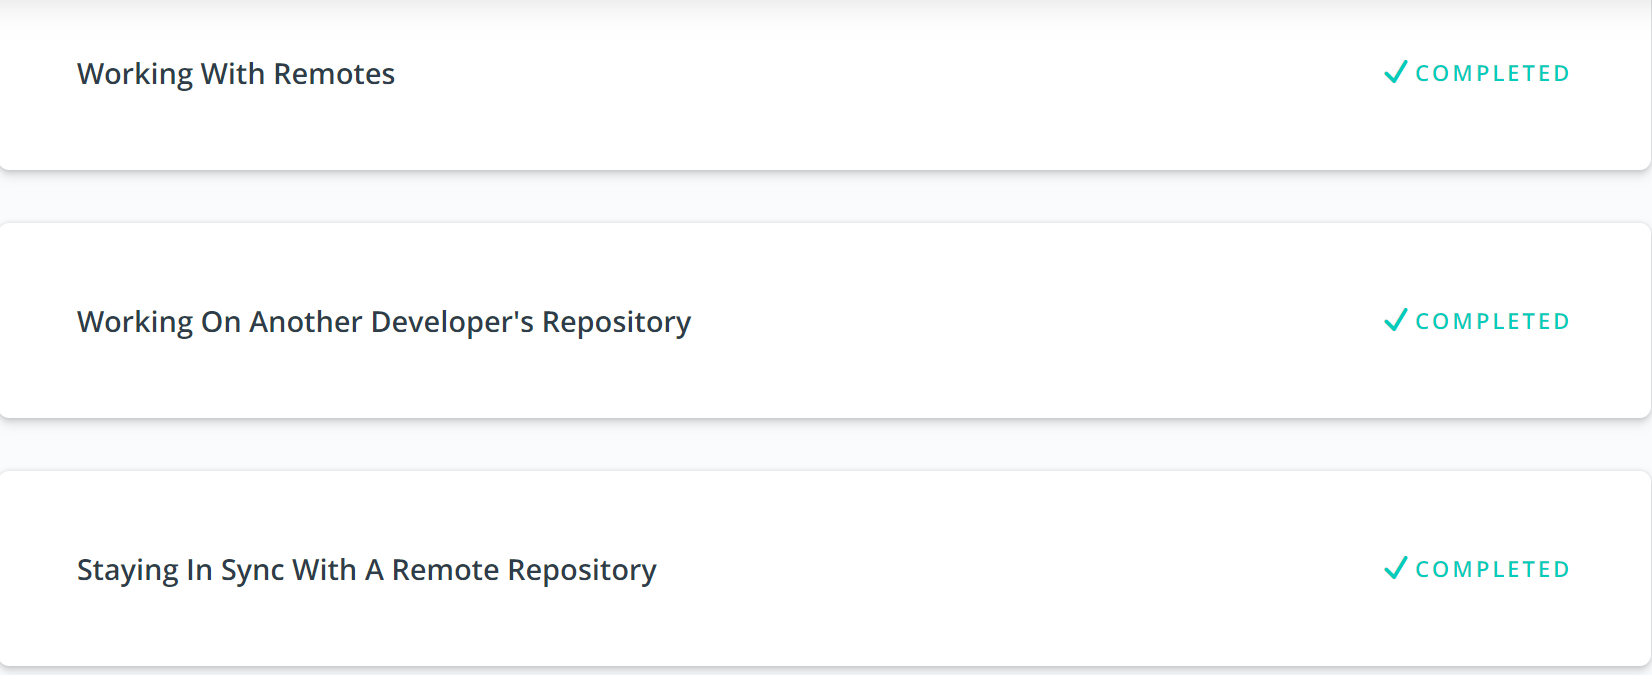 Working With Remotes
COMPLETED
Working On Another Developer's Repository
COMPLETED
Staying In Sync With A Remote Repository
COMPLETED